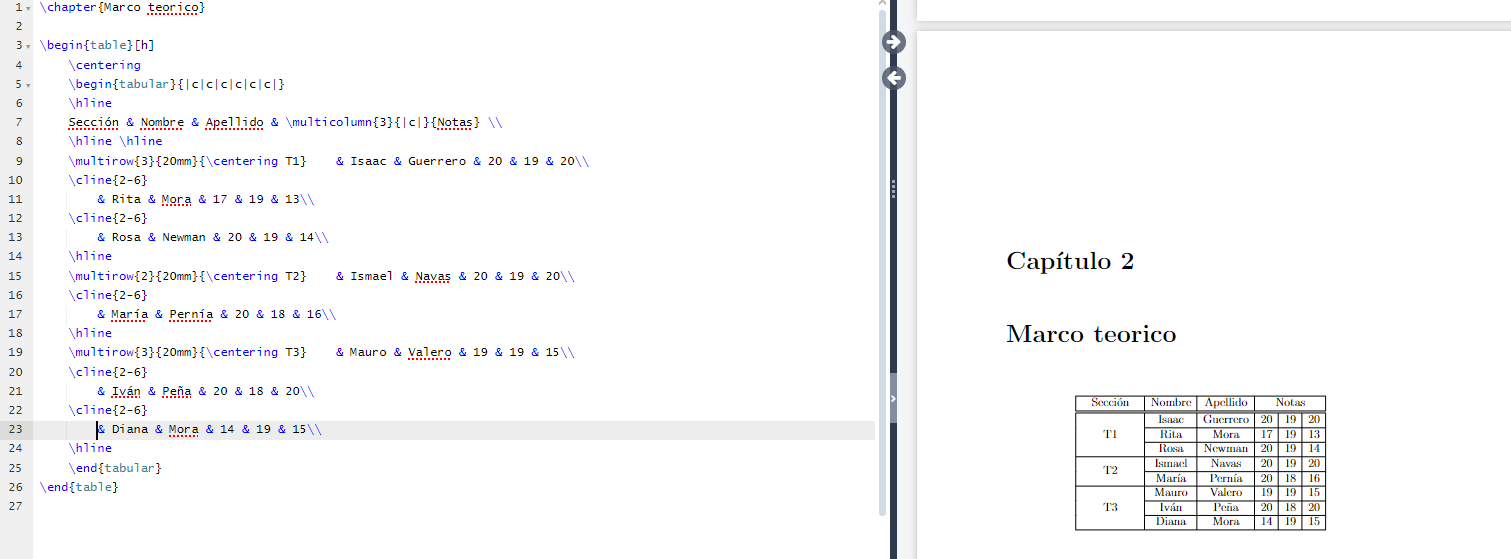 1 \chapter{Marco teorico}
2
3 \begin{table}[h]
4 \centering
5 \begin{tabular}{|c|c|c|c|c|c|}
6 \hline
7 Sección & Nombre & Apellido & \multicolumn{3}{|c|}{Notas} \\
8 \hline \hline
9 \multirow{3}{20mm}{\centering T1} & Isaac & Guerrero & 20 & 19 & 20\\
10 \cline{2-6}
11 & Rita & Mora & 17 & 19 & 13\\
12 \cline{2-6}
13 & Rosa & Newman & 20 & 19 & 14\\
14 \hline
15 \multirow{2}{20mm}{\centering T2} & Ismael & Navas & 20 & 19 & 20\\
16 \cline{2-6}
17 & María & Pernía & 20 & 18 & 16\\
18 \hline
19 \multirow{3}{20mm}{\centering T3} & Mauro & Valero & 19 & 19 & 15\\
20 \cline{2-6}
21 & Iván & Peña & 20 & 18 & 20\\
22 \cline{2-6}
23 & Diana & Mora & 14 & 19 & 15\\
24 \hline
25 \end{tabular}
26 \end{table}
27
Capítulo 2
Marco teorico
Sección Nombre Apellido Notas
Isaac Guerrero 20 19 20
T1 Rita Mora 17 19 13
Rosa Newman 20 19 14
T2 Ismael Navas 20 19 20
María Pernía 20 18 16
Mauro Valero 19 19 15
T3 Iván Peña 20 18 20
Diana Mora 14 19 15